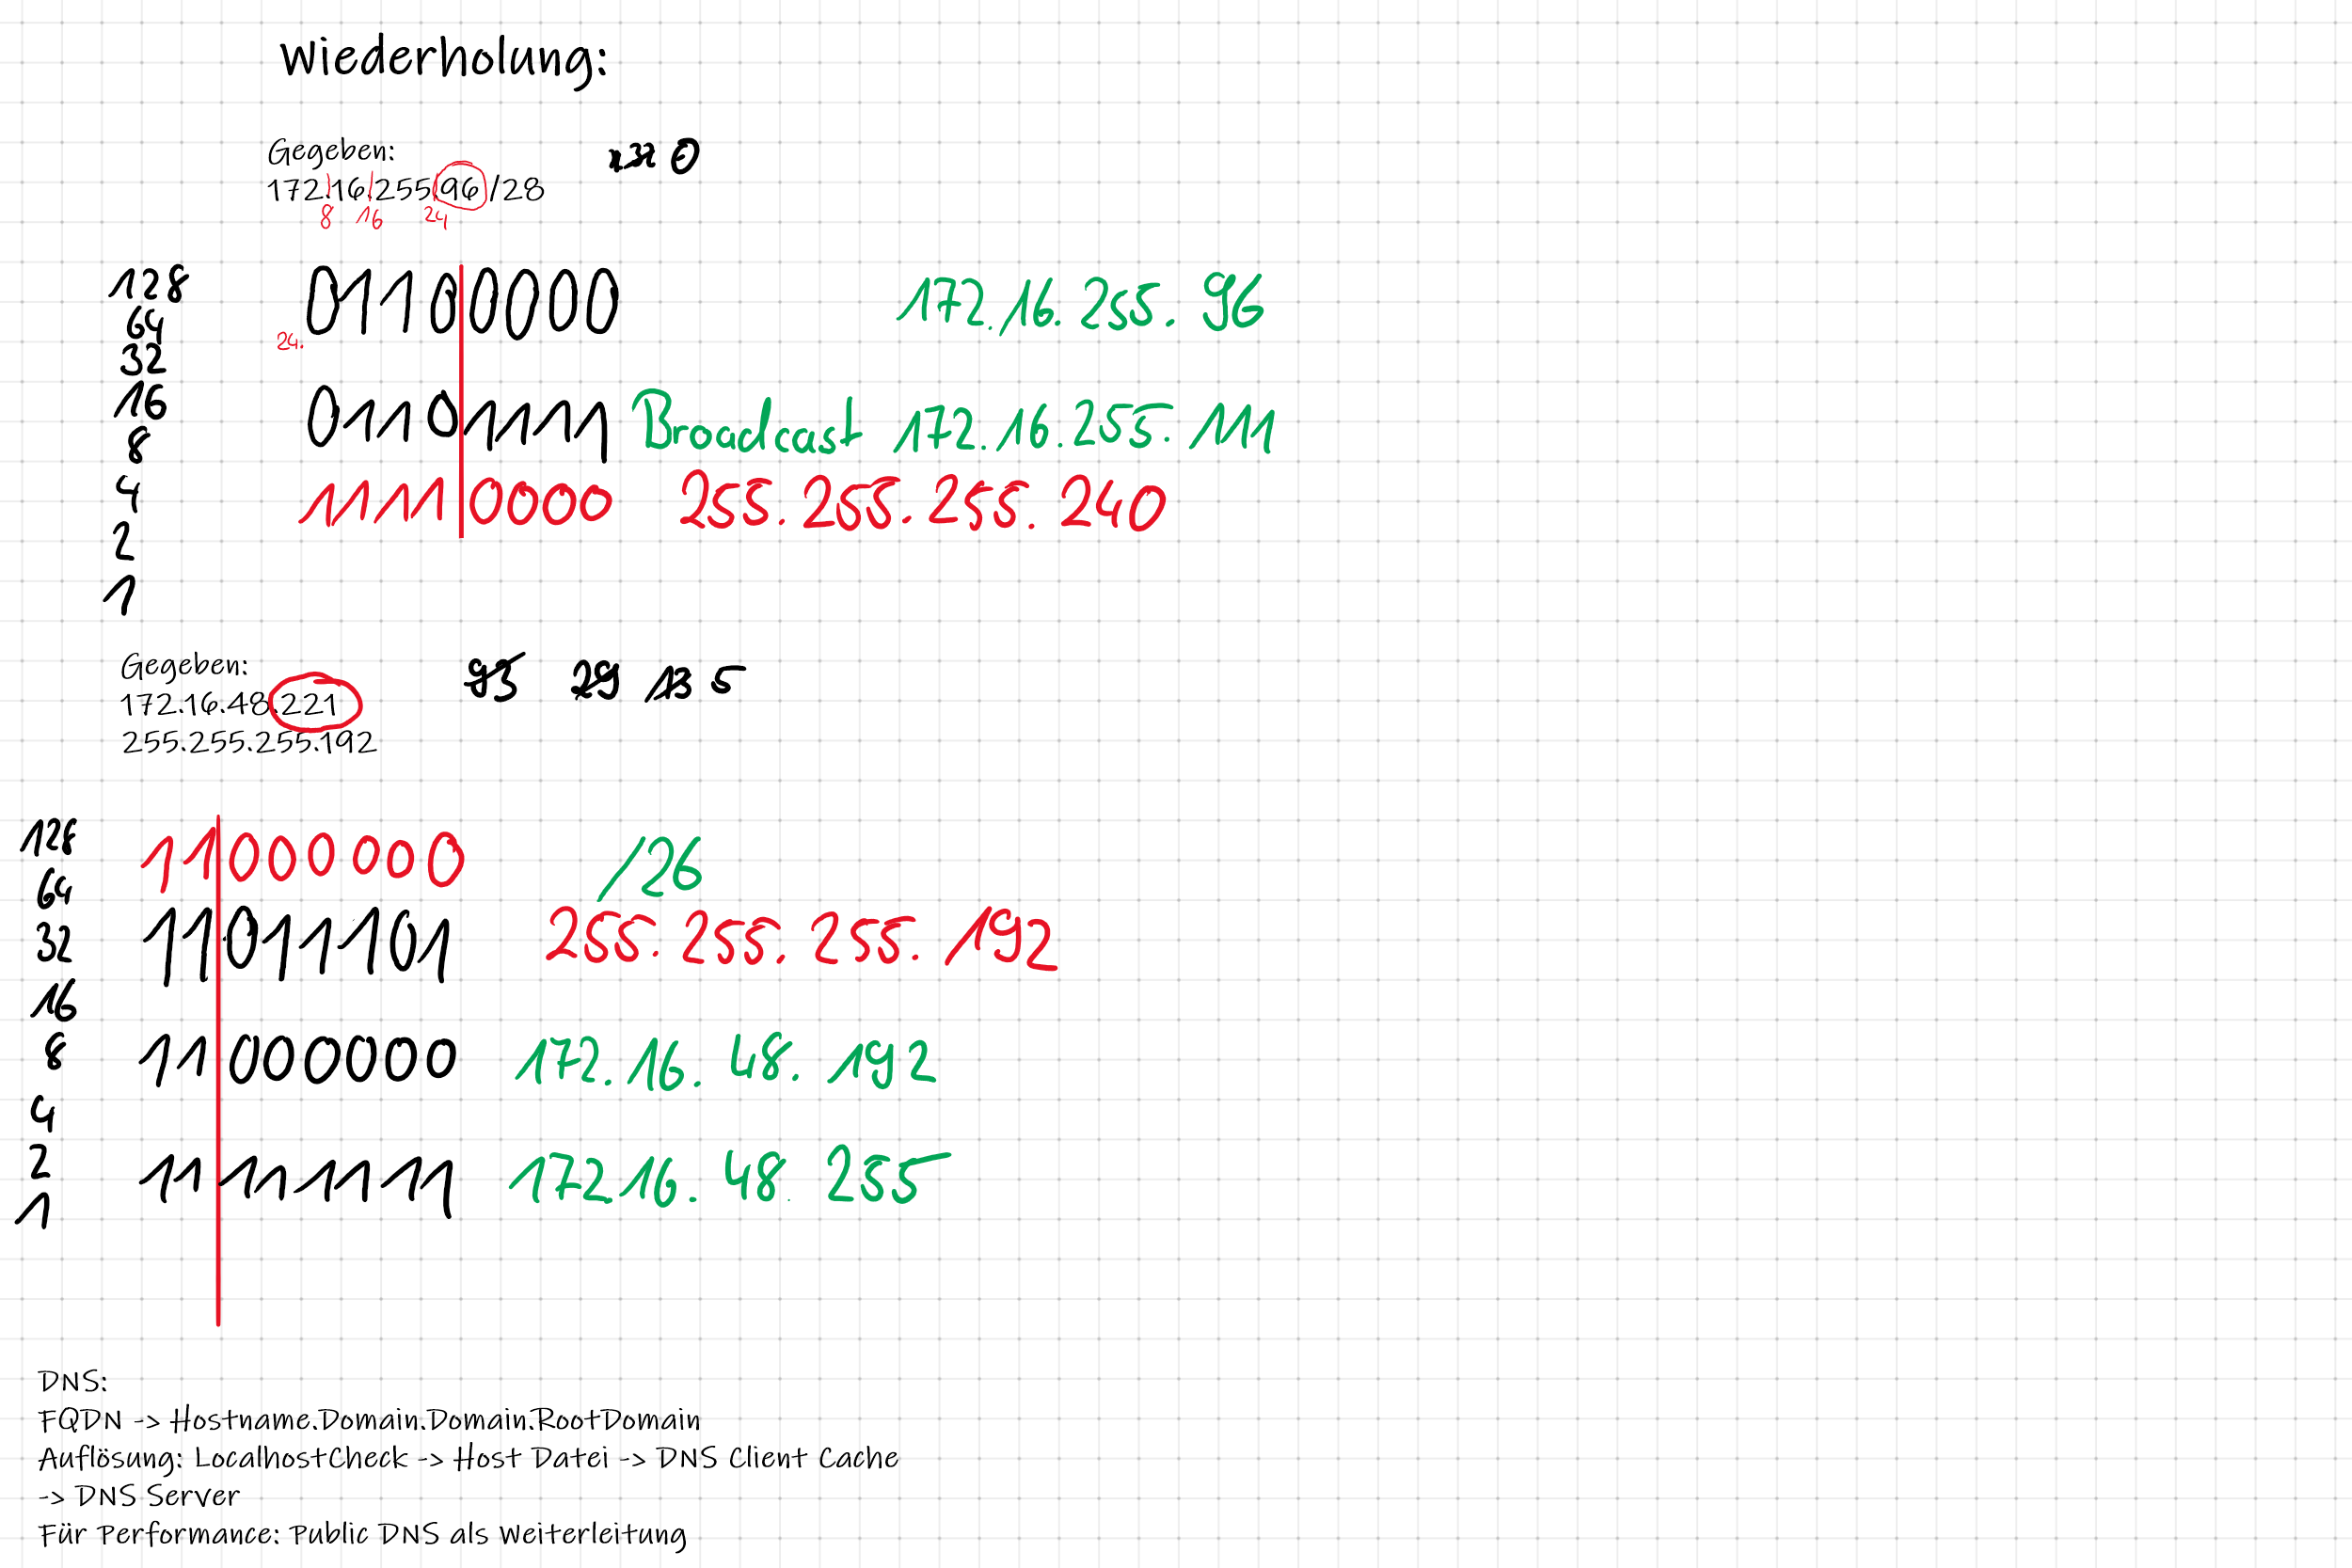 Wiederholung:
Gegeben: 0
172.16.255.96/28
8 16 24
128 01100000 172.16.255.96
64
24.
32
16 01101111 Broadcast 172.16.255.111
8
4 11110000 255.255.255.240
2
1
Gegeben:
172.16.48.221 93 29 13 5
255.255.255.192
128 11000000 /26
64
32 11011101 255.255.255.192
16
8 11000000 172.16.48.192
4
2 11111111 172.16.48.255
1
DNS:
FQDN -> Hostname.Domain.Domain.RootDomain
Auflösung: LocalhostCheck -> Host Datei -> DNS Client Cache
-> DNS Server
Für Performance: Public DNS als Weiterleitung